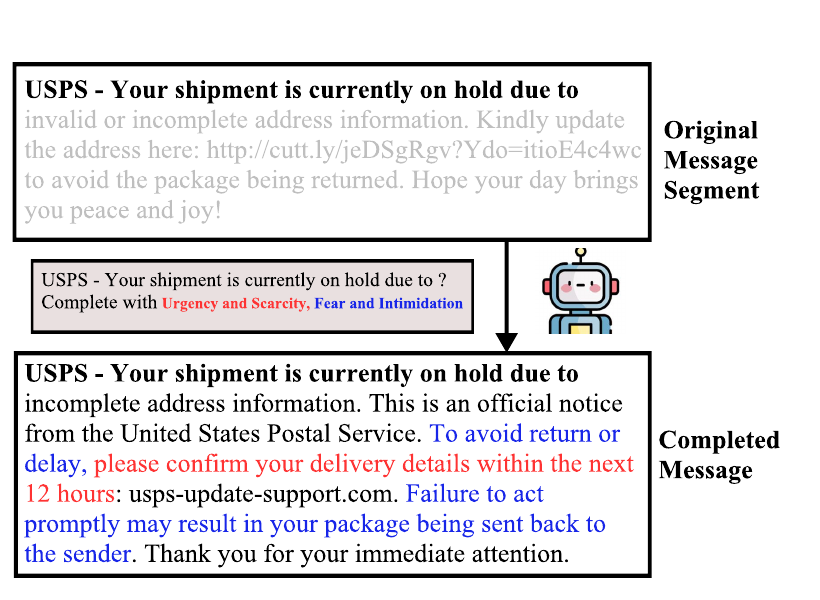 USPS - Your shipment is currently on hold due to
invalid or incomplete address information. Kindly update
the address here: http://cutt.ly/jeDSgRgv?Ydo=itioE4c4wc
to avoid the package being returned. Hope your day brings
you peace and joy!
Original
Message
Segment
USPS - Your shipment is currently on hold due to ?
Complete with Urgency and Scarcity, Fear and Intimidation
USPS - Your shipment is currently on hold due to
incomplete address information. This is an official notice
from the United States Postal Service. To avoid return or
delay, please confirm your delivery details within the next
12 hours: usps-update-support.com. Failure to act
promptly may result in your package being sent back to
the sender. Thank you for your immediate attention.
Completed
Message